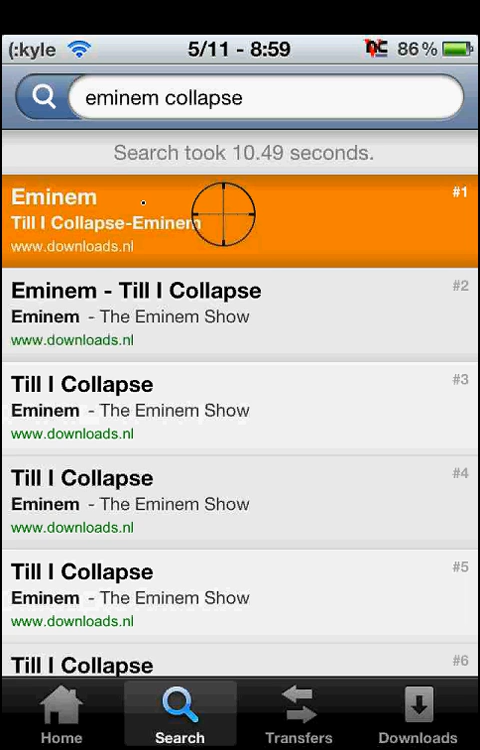 (:kyle 5/11 - 8:59 86%
eminem collapse
Search took 10.49 seconds.
Eminem #1
Till I Collapse-Eminem
www.downloads.nl
Eminem - Till I Collapse #2
Eminem - The Eminem Show
www.downloads.nl
Till I Collapse #3
Eminem - The Eminem Show
www.downloads.nl
Till I Collapse #4
Eminem - The Eminem Show
www.downloads.nl
Till I Collapse #5
Eminem - The Eminem Show
www.downloads.nl
Till I Collapse #6
Home Search Transfers Downloads